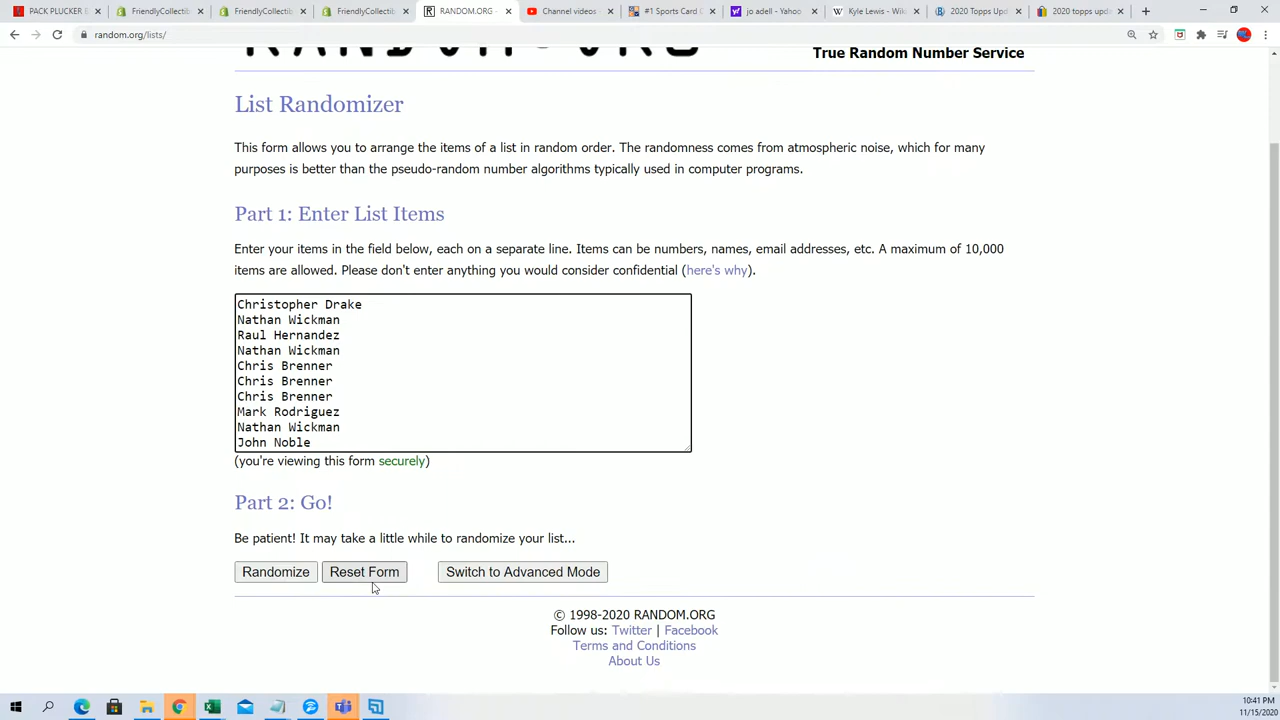 PACK PLUCKER B
FriendlyCollectib
FriendlyCollectib
FriendlyCollectib
RANDOM.ORG -
Channel videos -
#1 Sports Card
jo adell - Yahoo
Kyle Lewis - Wiki
2020 Topps Upd
2020 topps upd
random.org/lists/
RANDOM.ORG
True Random Number Service
List Randomizer
This form allows you to arrange the items of a list in random order. The randomness comes from atmospheric noise, which for many
purposes is better than the pseudo-random number algorithms typically used in computer programs.
Part 1: Enter List Items
Enter your items in the field below, each on a separate line. Items can be numbers, names, email addresses, etc. A maximum of 10,000
items are allowed. Please don't enter anything you would consider confidential (here's why).
Christopher Drake
Nathan Wickman
Raul Hernandez
Nathan Wickman
Chris Brenner
Chris Brenner
Chris Brenner
Mark Rodriguez
Nathan Wickman
John Noble
(you're viewing this form securely)
Part 2: Go!
Be patient! It may take a little while to randomize your list...
Randomize
Reset Form
Switch to Advanced Mode
© 1998-2020 RANDOM.ORG
Follow us: Twitter | Facebook
Terms and Conditions
About Us
10:41 PM
11/15/2020